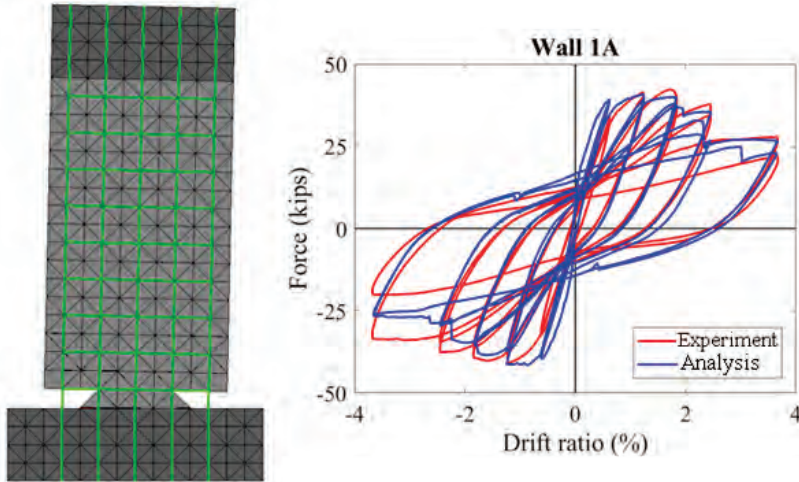 Wall 1A
50
25
0
-25
-50
Force (kips)
-4
-2
0
2
4
Drift ratio (%)
Experiment
Analysis